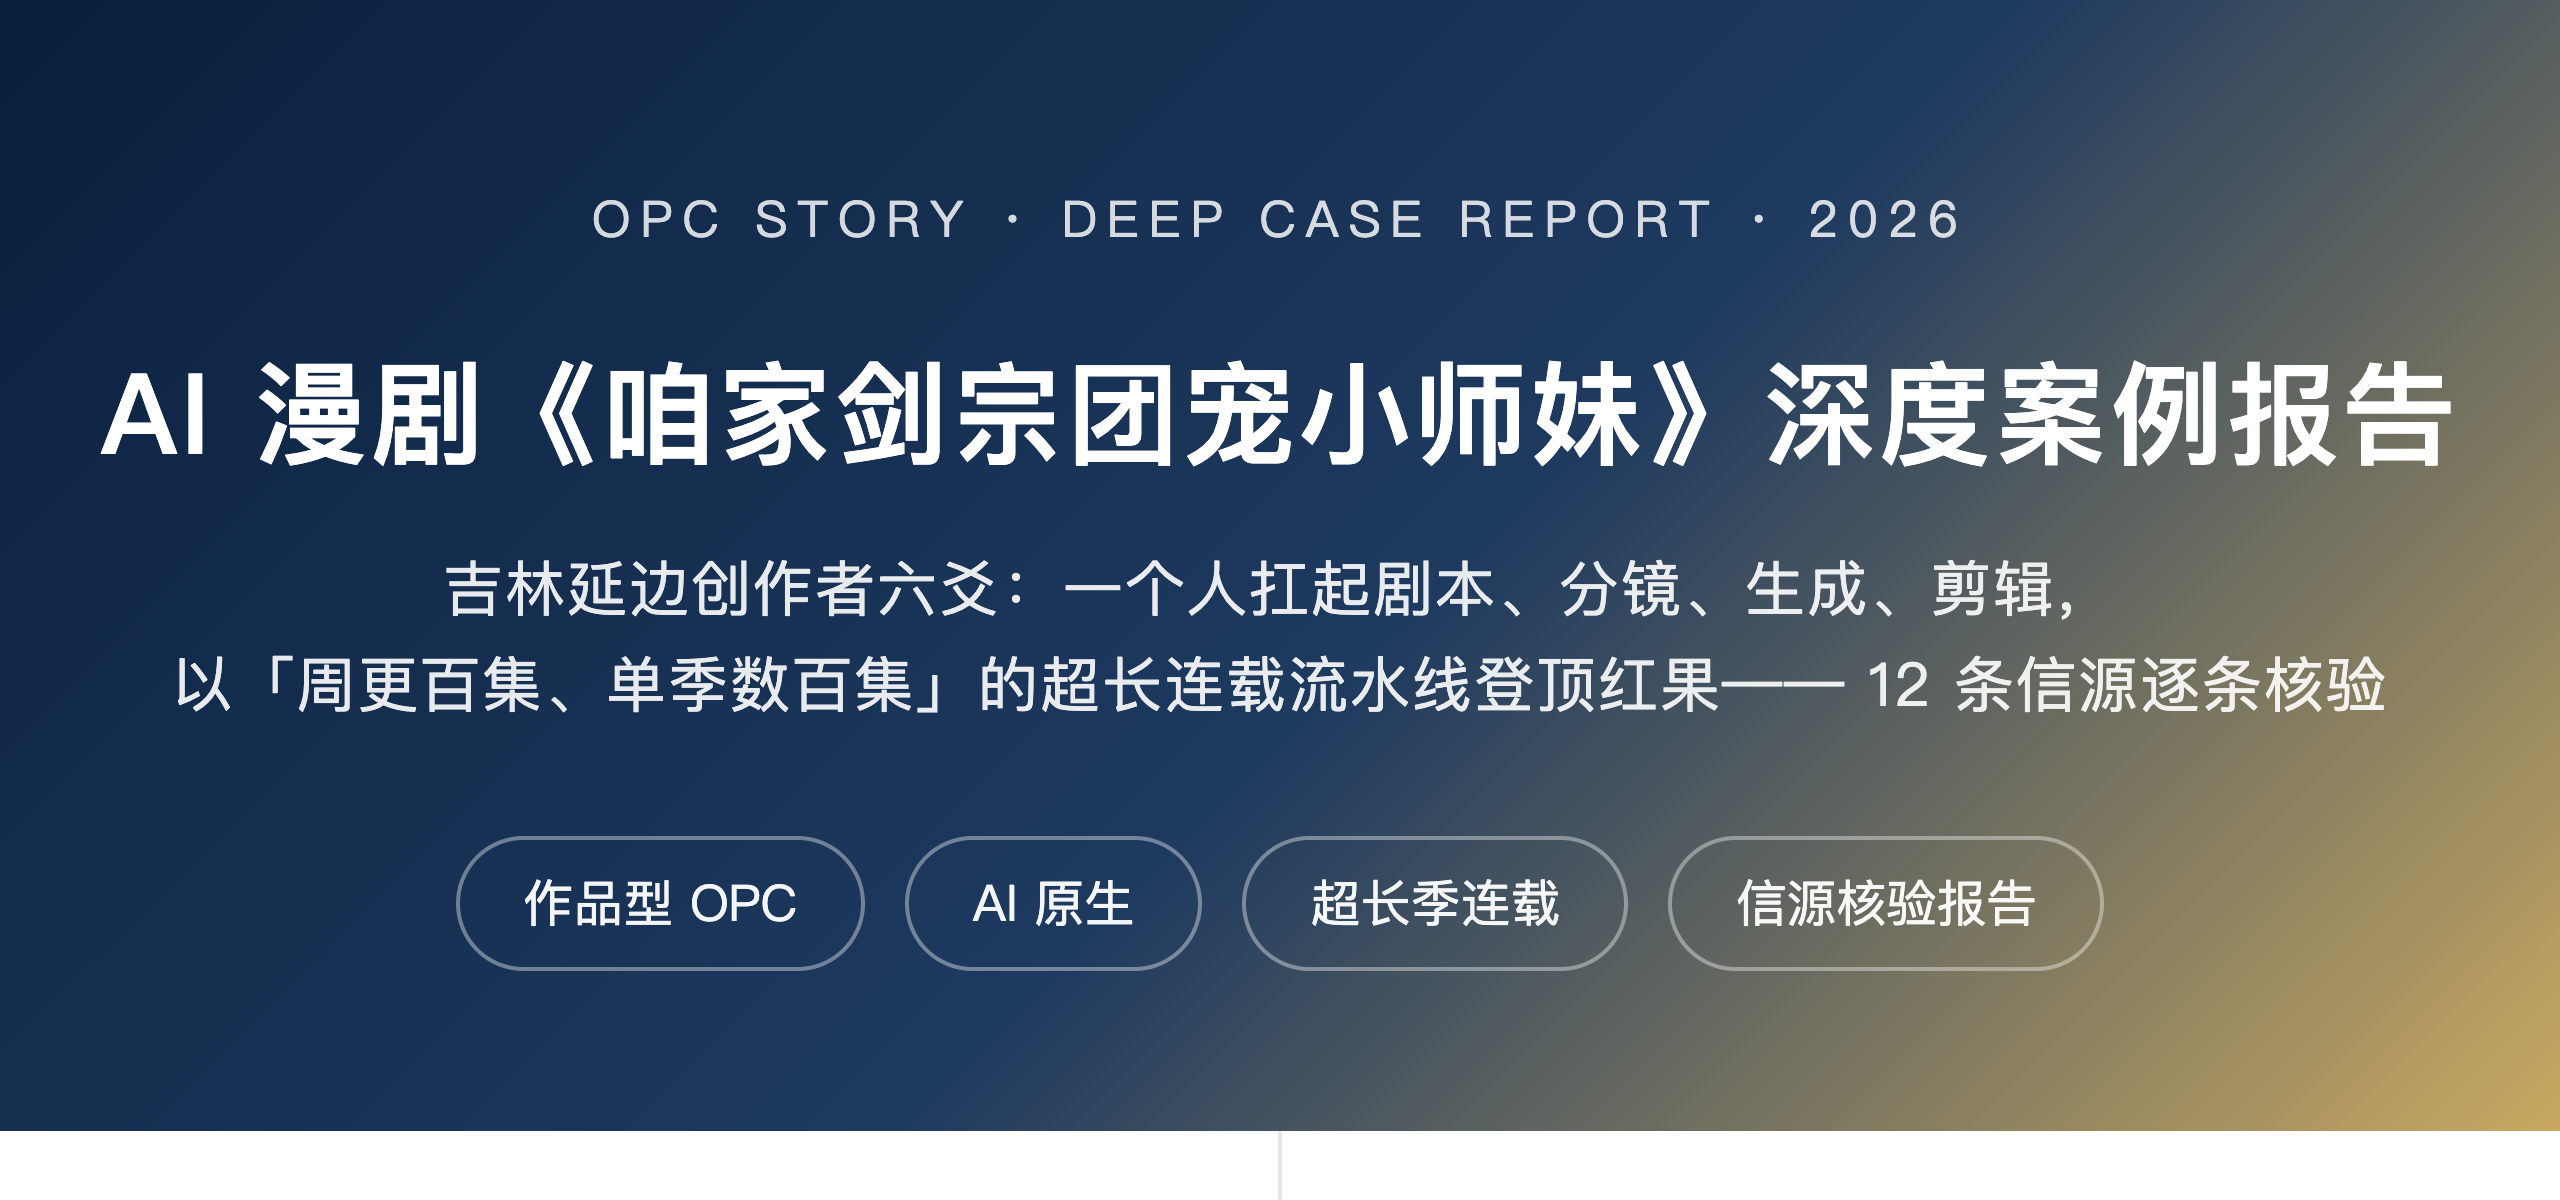 OPC STORY · DEEP CASE REPORT · 2026
AI 漫剧《咱家剑宗团宠小师妹》深度案例报告
吉林延边创作者六爻：一个人扛起剧本、分镜、生成、剪辑，
以「周更百集、单季数百集」的超长连载流水线登顶红果—— 12 条信源逐条核验
作品型 OPC
AI 原生
超长季连载
信源核验报告